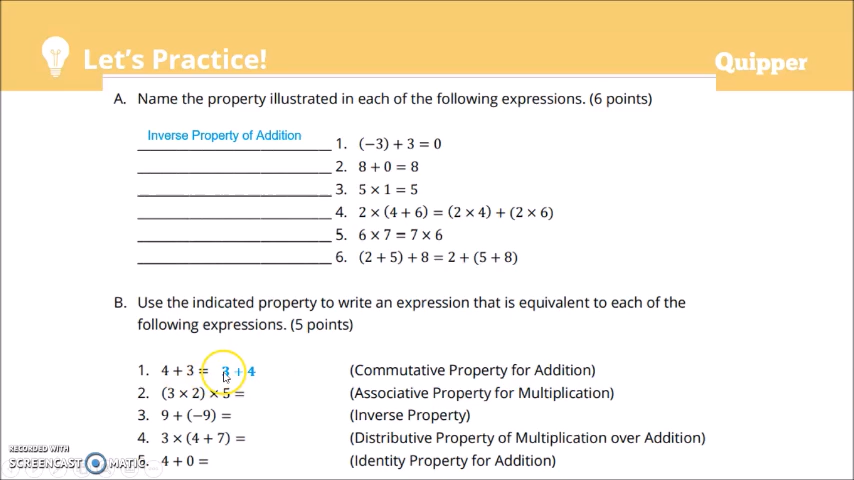 Let's Practice!
Quipper
A. Name the property illustrated in each of the following expressions. (6 points)
Inverse Property of Addition
1. (−3) + 3 = 0
2. 8 + 0 = 8
3. 5 × 1 = 5
4. 2 × (4 + 6) = (2 × 4) + (2 × 6)
5. 6 × 7 = 7 × 6
6. (2 + 5) + 8 = 2 + (5 + 8)
B. Use the indicated property to write an expression that is equivalent to each of the
following expressions. (5 points)
1. 4 + 3 = 3 + 4 (Commutative Property for Addition)
2. (3 × 2) × 5 = (Associative Property for Multiplication)
3. 9 + (−9) = (Inverse Property)
4. 3 × (4 + 7) = (Distributive Property of Multiplication over Addition)
5. 4 + 0 = (Identity Property for Addition)
RECORDED WITH
SCREENCAST MATIC